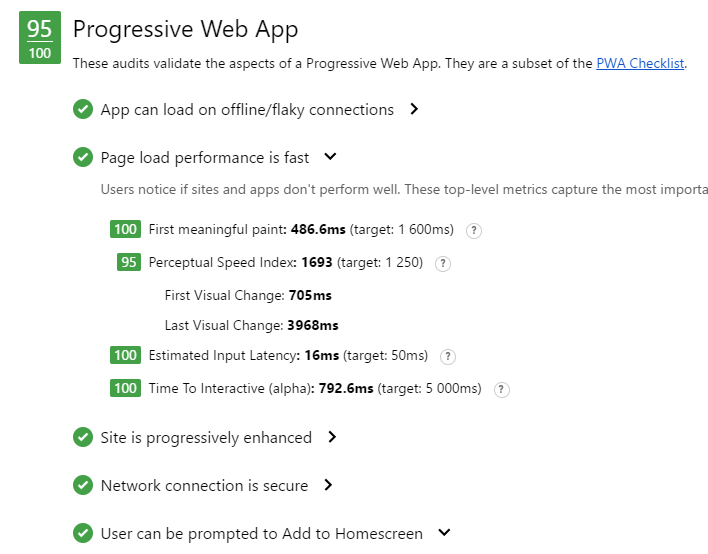 95
100
Progressive Web App
These audits validate the aspects of a Progressive Web App. They are a subset of the PWA Checklist.
App can load on offline/flaky connections
Page load performance is fast
Users notice if sites and apps don't perform well. These top-level metrics capture the most importa
100 First meaningful paint: 486.6ms (target: 1 600ms) ?
95 Perceptual Speed Index: 1693 (target: 1 250) ?
First Visual Change: 705ms
Last Visual Change: 3968ms
100 Estimated Input Latency: 16ms (target: 50ms) ?
100 Time To Interactive (alpha): 792.6ms (target: 5 000ms) ?
Site is progressively enhanced
Network connection is secure
User can be prompted to Add to Homescreen